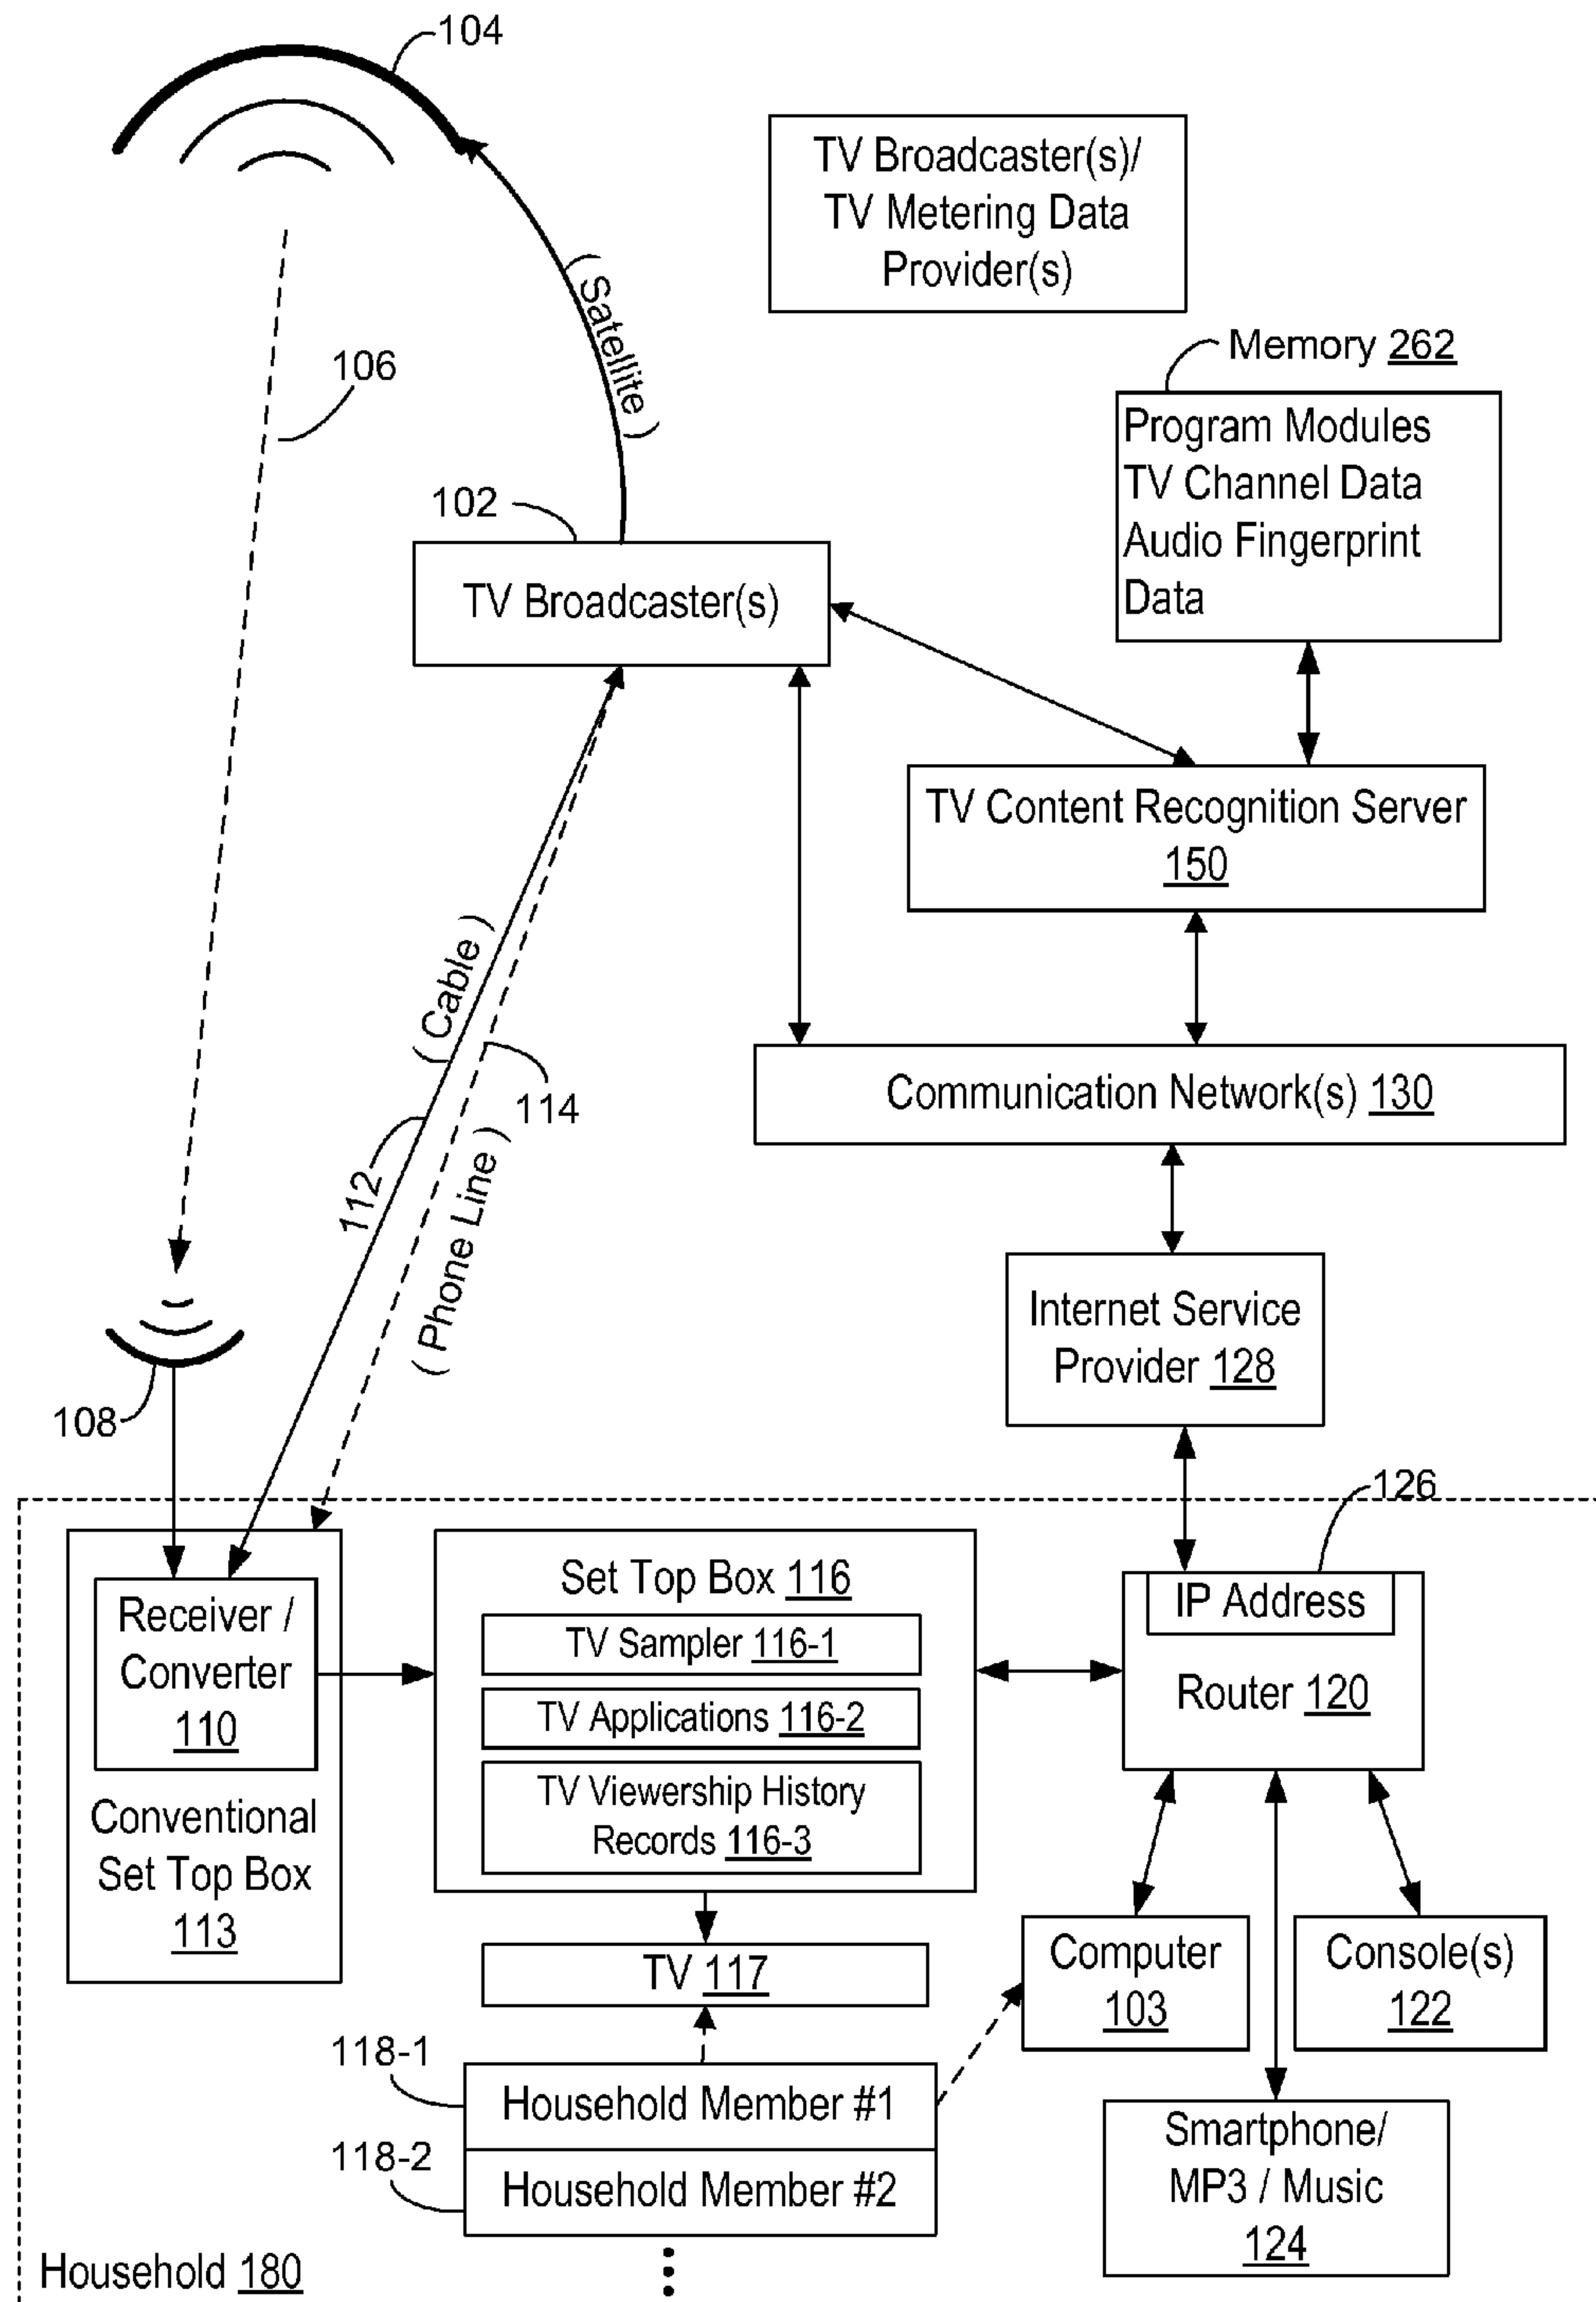 104
TV Broadcaster(s)/
TV Metering Data
Provider(s)
( Satellite )
106
Memory 262
Program Modules
TV Channel Data
Audio Fingerprint
Data
102
TV Broadcaster(s)
TV Content Recognition Server
150
( Cable )
114
112
( Phone Line )
Communication Network(s) 130
Internet Service
Provider 128
108
126
Receiver /
Converter
110
Conventional
Set Top Box
113
Set Top Box 116
TV Sampler 116-1
TV Applications 116-2
TV Viewership History
Records 116-3
IP Address
Router 120
TV 117
Computer
103
Console(s)
122
118-1
Household Member #1
118-2
Household Member #2
Smartphone/
MP3 / Music
124
Household 180